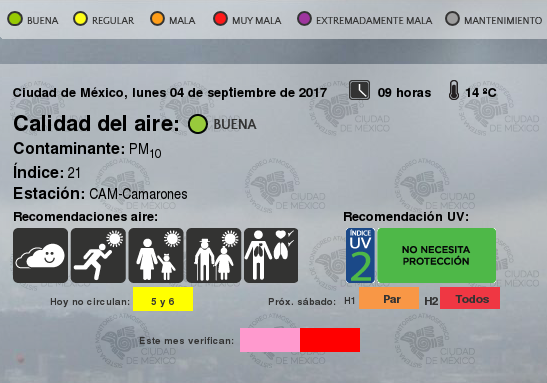 BUENA REGULAR MALA MUY MALA EXTREMADAMENTE MALA MANTENIMIENTO
Ciudad de México, lunes 04 de septiembre de 2017 09 horas 14 ºC
Calidad del aire: BUENA
Contaminante: PM10
Índice: 21
Estación: CAM-Camarones
Recomendaciones aire: Recomendación UV:
ÍNDICE UV 2 NO NECESITA PROTECCIÓN
Hoy no circulan: 5 y 6 Próx. sábado: H1 Par H2 Todos
Este mes verifican:
CIUDAD DE MÉXICO